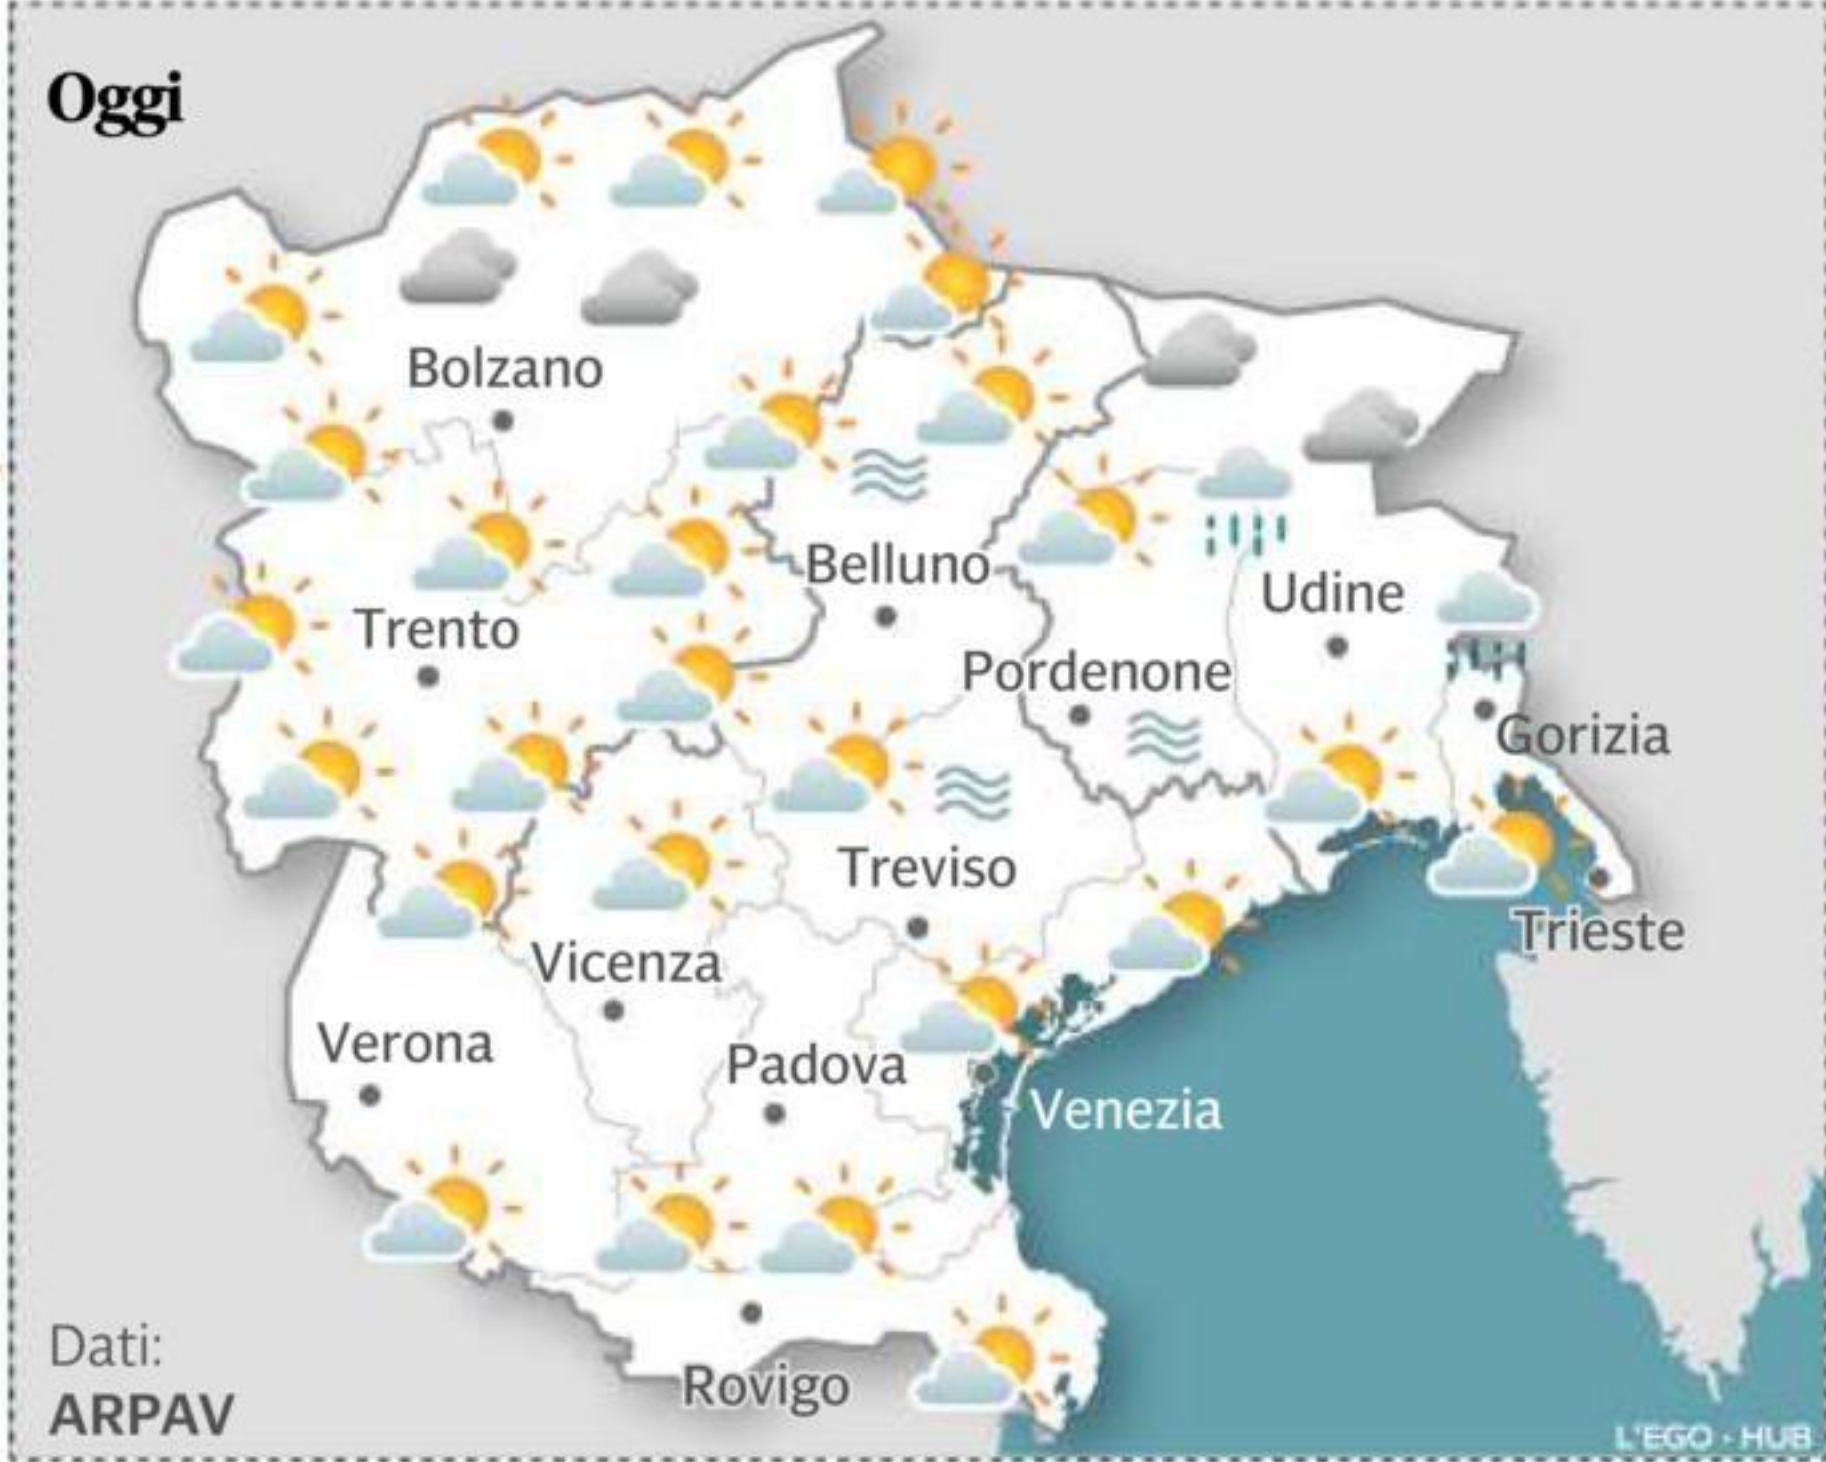 Oggi
Bolzano
Belluno
Udine
Trento
Pordenone
Gorizia
Treviso
Trieste
Vicenza
Verona
Padova
Venezia
Dati:
ARPAV
Rovigo
L'EGO - HUB